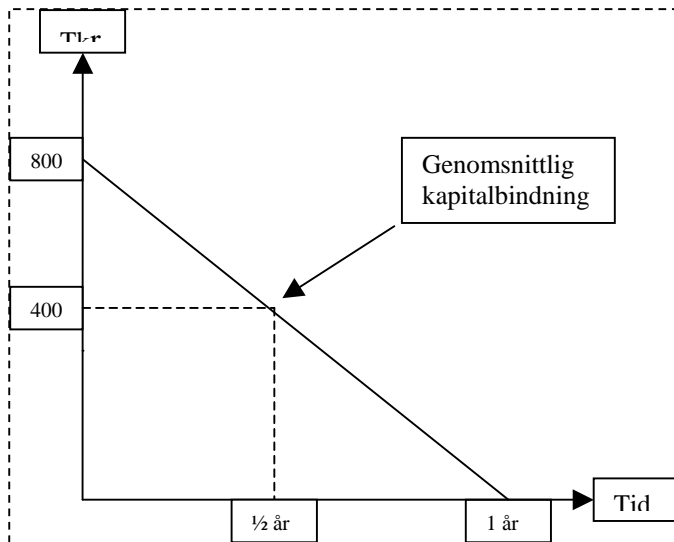 Tkr
800
Genomsnittlig
kapitalbindning
400
½ år
1 år
Tid